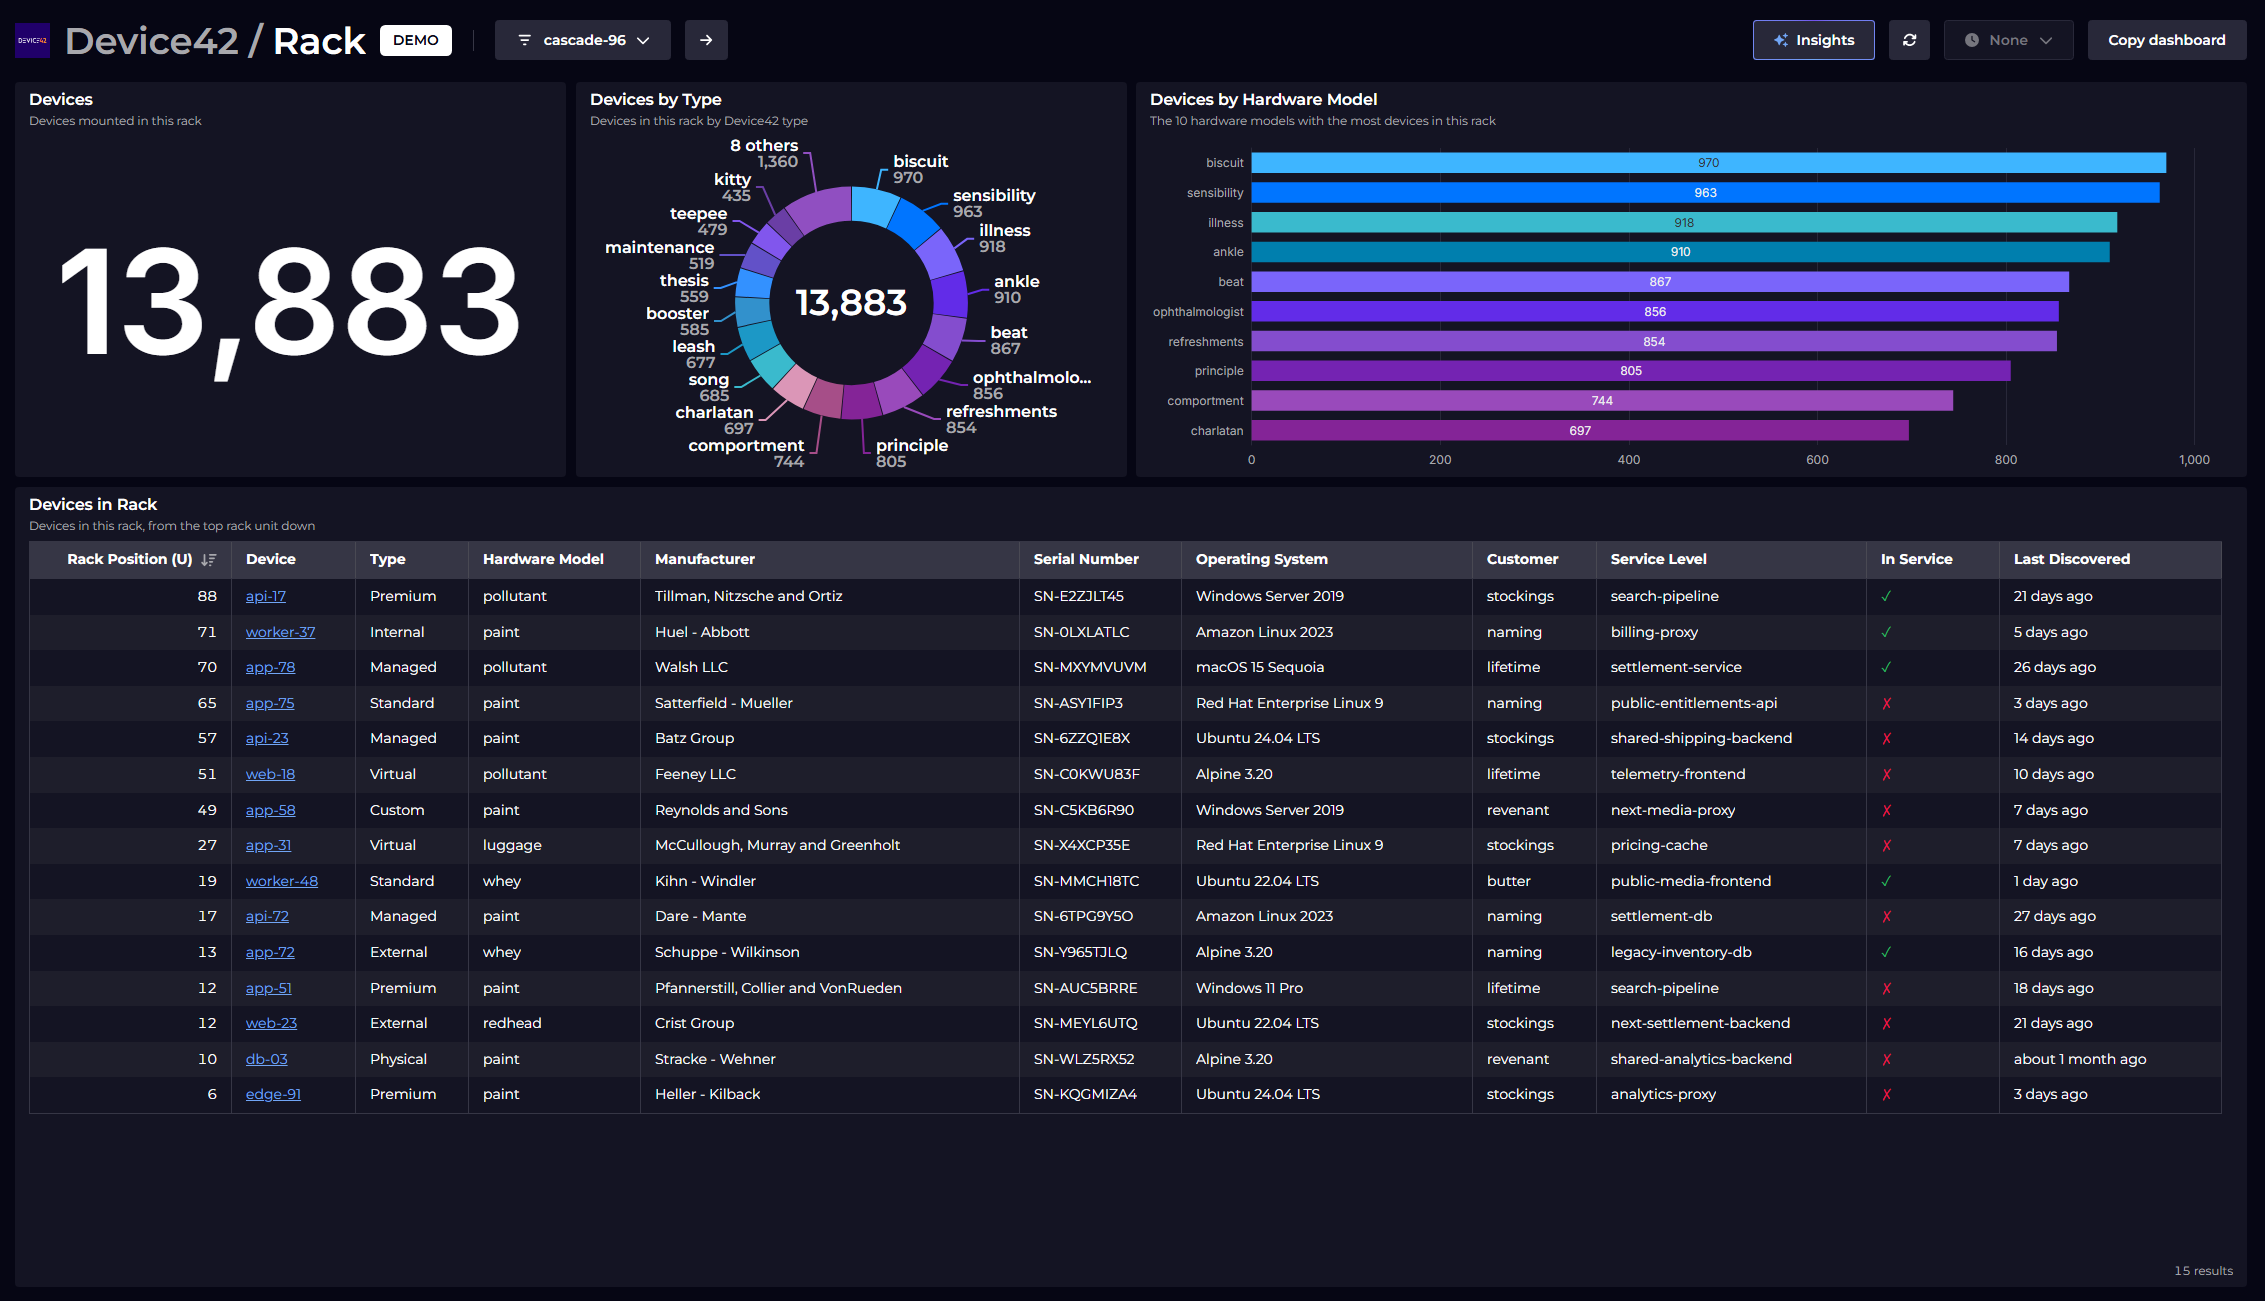 DEVICE42
Device42 / Rack
DEMO
cascade-96
Insights
None
Copy dashboard
Devices
Devices mounted in this rack
13,883
Devices by Type
Devices in this rack by Device42 type
8 others
1,360
biscuit
970
kitty
435
sensibility
963
teepee
479
illness
918
maintenance
519
thesis
559
ankle
910
booster
585
beat
867
leash
677
song
685
ophthalmolo...
856
charlatan
697
refreshments
854
comportment
744
principle
805
13,883
Devices by Hardware Model
The 10 hardware models with the most devices in this rack
biscuit 970
sensibility 963
illness 918
ankle 910
beat 867
ophthalmologist 856
refreshments 854
principle 805
comportment 744
charlatan 697
0 200 400 600 800 1,000
Devices in Rack
Devices in this rack, from the top rack unit down
Rack Position (U) Device Type Hardware Model Manufacturer Serial Number Operating System Customer Service Level In Service Last Discovered
88 api-17 Premium pollutant Tillman, Nitzsche and Ortiz SN-E2ZJLT45 Windows Server 2019 stockings search-pipeline ✓ 21 days ago
71 worker-37 Internal paint Huel - Abbott SN-0LXLATLC Amazon Linux 2023 naming billing-proxy ✓ 5 days ago
70 app-78 Managed pollutant Walsh LLC SN-MXYMVUVM macOS 15 Sequoia lifetime settlement-service ✓ 26 days ago
65 app-75 Standard paint Satterfield - Mueller SN-ASY1FIP3 Red Hat Enterprise Linux 9 naming public-entitlements-api ✗ 3 days ago
57 api-23 Managed paint Batz Group SN-6ZZQ1E8X Ubuntu 24.04 LTS stockings shared-shipping-backend ✗ 14 days ago
51 web-18 Virtual pollutant Feeney LLC SN-C0KWU83F Alpine 3.20 lifetime telemetry-frontend ✗ 10 days ago
49 app-58 Custom paint Reynolds and Sons SN-C5KB6R90 Windows Server 2019 revenant next-media-proxy ✗ 7 days ago
27 app-31 Virtual luggage McCullough, Murray and Greenholt SN-X4XCP35E Red Hat Enterprise Linux 9 stockings pricing-cache ✗ 7 days ago
19 worker-48 Standard whey Kihn - Windler SN-MMCH18TC Ubuntu 22.04 LTS butter public-media-frontend ✓ 1 day ago
17 api-72 Managed paint Dare - Mante SN-6TPG9Y5O Amazon Linux 2023 naming settlement-db ✗ 27 days ago
13 app-72 External whey Schuppe - Wilkinson SN-Y965TJLQ Alpine 3.20 naming legacy-inventory-db ✓ 16 days ago
12 app-51 Premium paint Pfannerstill, Collier and VonRueden SN-AUC5BRRE Windows 11 Pro lifetime search-pipeline ✗ 18 days ago
12 web-23 External redhead Crist Group SN-MEYL6UTQ Ubuntu 22.04 LTS stockings next-settlement-backend ✗ 21 days ago
10 db-03 Physical paint Stracke - Wehner SN-WLZ5RX52 Alpine 3.20 revenant shared-analytics-backend ✗ about 1 month ago
6 edge-91 Premium paint Heller - Kilback SN-KQGMIZA4 Ubuntu 24.04 LTS stockings analytics-proxy ✗ 3 days ago
15 results